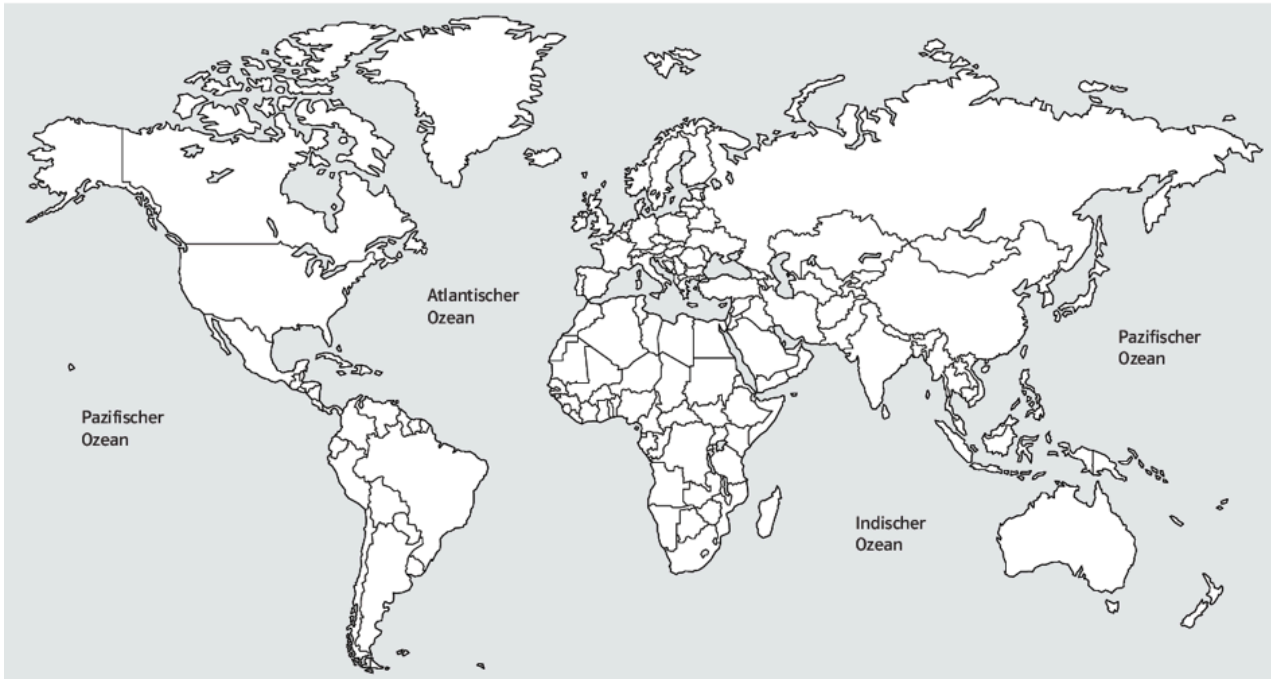 Atlantischer
Ozean
Pazifischer
Ozean
Pazifischer
Ozean
Indischer
Ozean